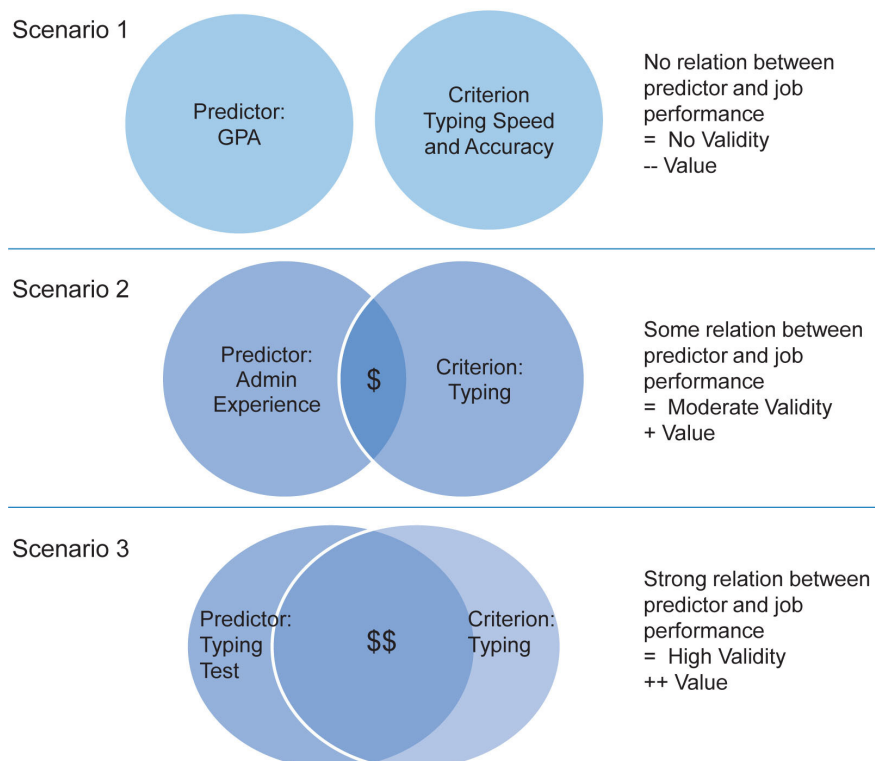 Scenario 1
Predictor:
GPA
Criterion
Typing Speed
and Accuracy
No relation between
predictor and job
performance
= No Validity
-- Value
Scenario 2
Predictor:
Admin
Experience
$
Criterion:
Typing
Some relation between
predictor and job
performance
= Moderate Validity
+ Value
Scenario 3
Predictor:
Typing
Test
$$
Criterion:
Typing
Strong relation between
predictor and job
performance
= High Validity
++ Value